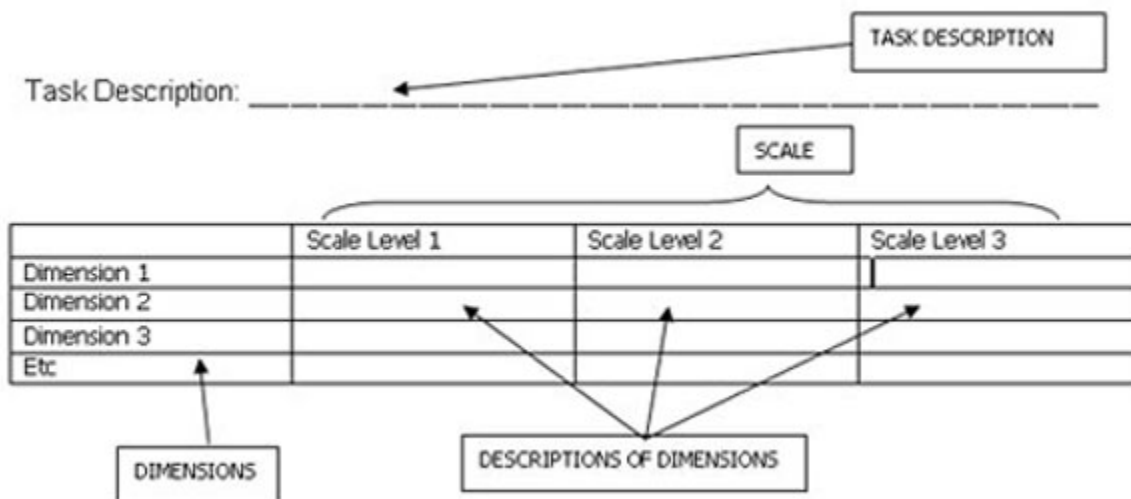 TASK DESCRIPTION
Task Description: __________________________
SCALE
Scale Level 1 Scale Level 2 Scale Level 3
Dimension 1
Dimension 2
Dimension 3
Etc
DIMENSIONS
DESCRIPTIONS OF DIMENSIONS